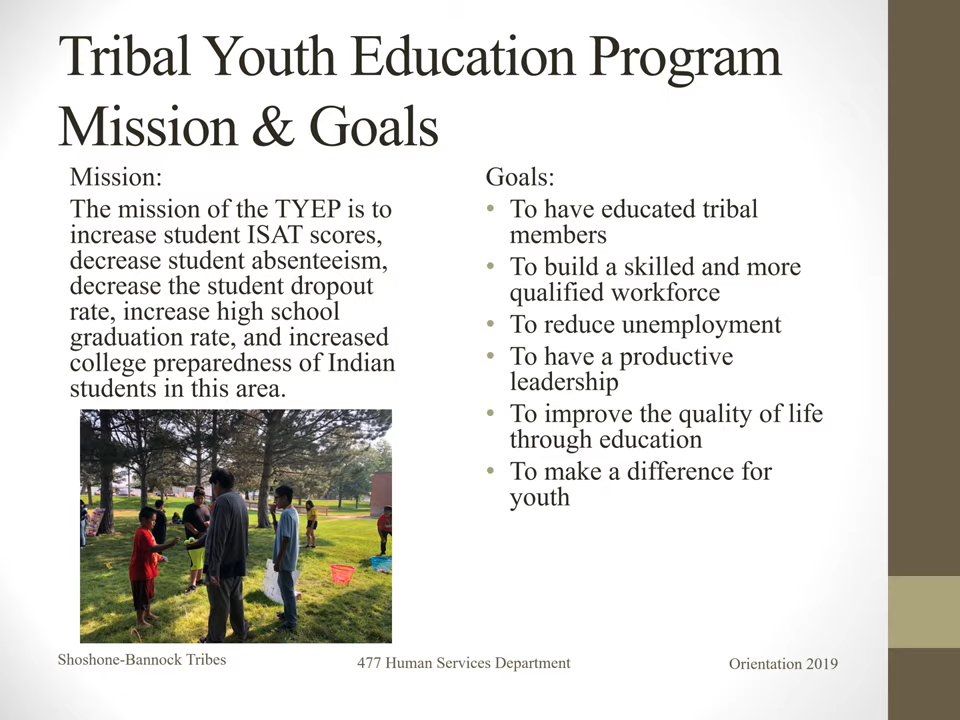 Tribal Youth Education Program
Mission & Goals
Mission:
The mission of the TYEP is to
increase student ISAT scores,
decrease student absenteeism,
decrease the student dropout
rate, increase high school
graduation rate, and increased
college preparedness of Indian
students in this area.
Goals:
• To have educated tribal
members
• To build a skilled and more
qualified workforce
• To reduce unemployment
• To have a productive
leadership
• To improve the quality of life
through education
• To make a difference for
youth
Shoshone-Bannock Tribes
477 Human Services Department
Orientation 2019